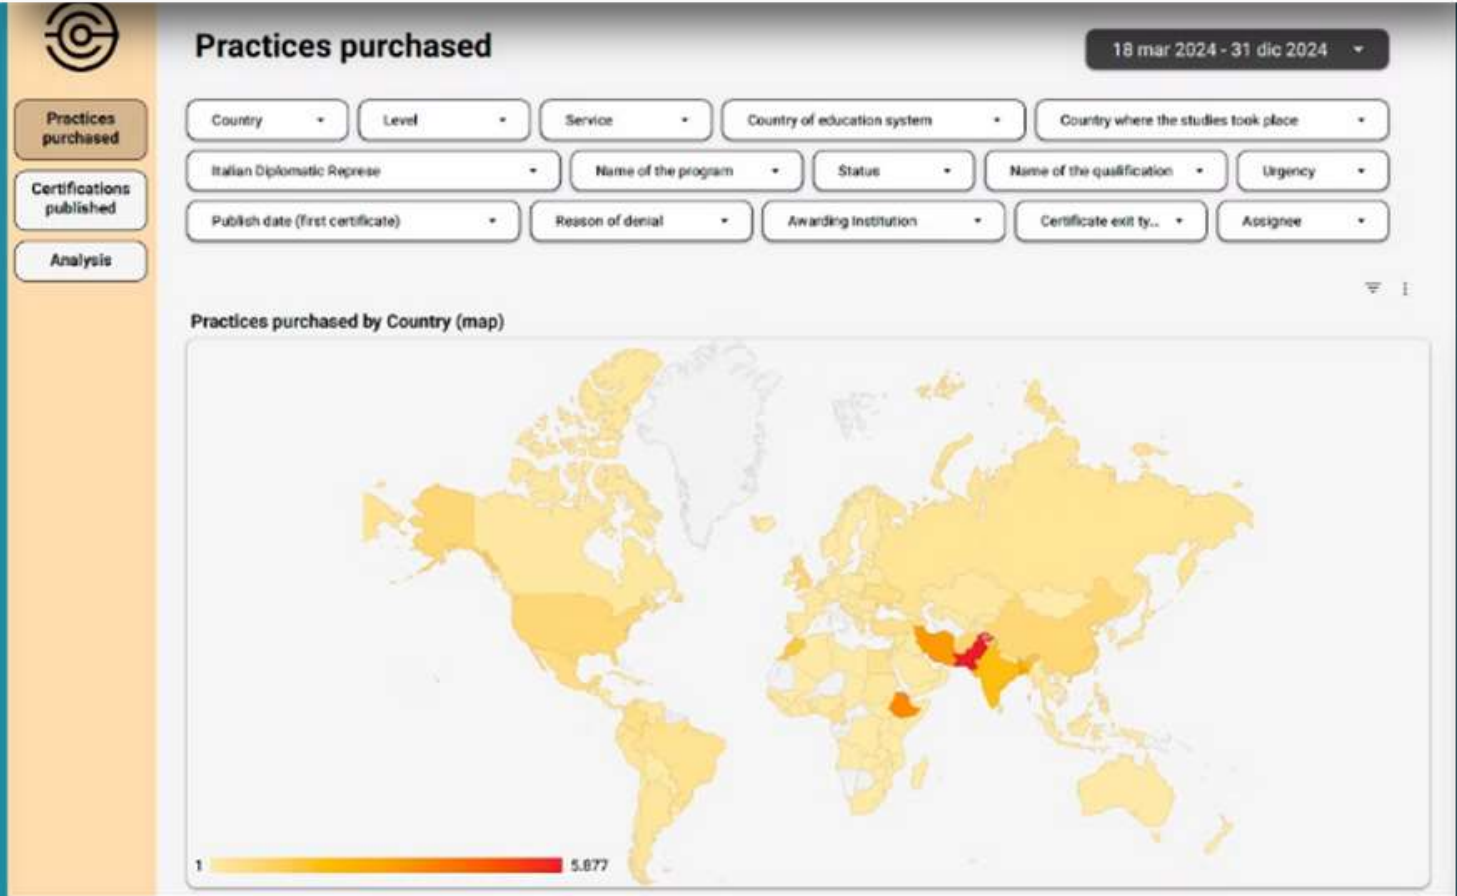 Practices purchased
18 mar 2024 - 31 dic 2024
Practices
purchased
Certifications
published
Analysis
Country
Level
Service
Country of education system
Country where the studies took place
Italian Diplomatic Represe
Name of the program
Status
Name of the qualification
Urgency
Publish date (first certificate)
Reason of denial
Awarding Institution
Certificate exit ty...
Assignee
Practices purchased by Country (map)
1
5.877